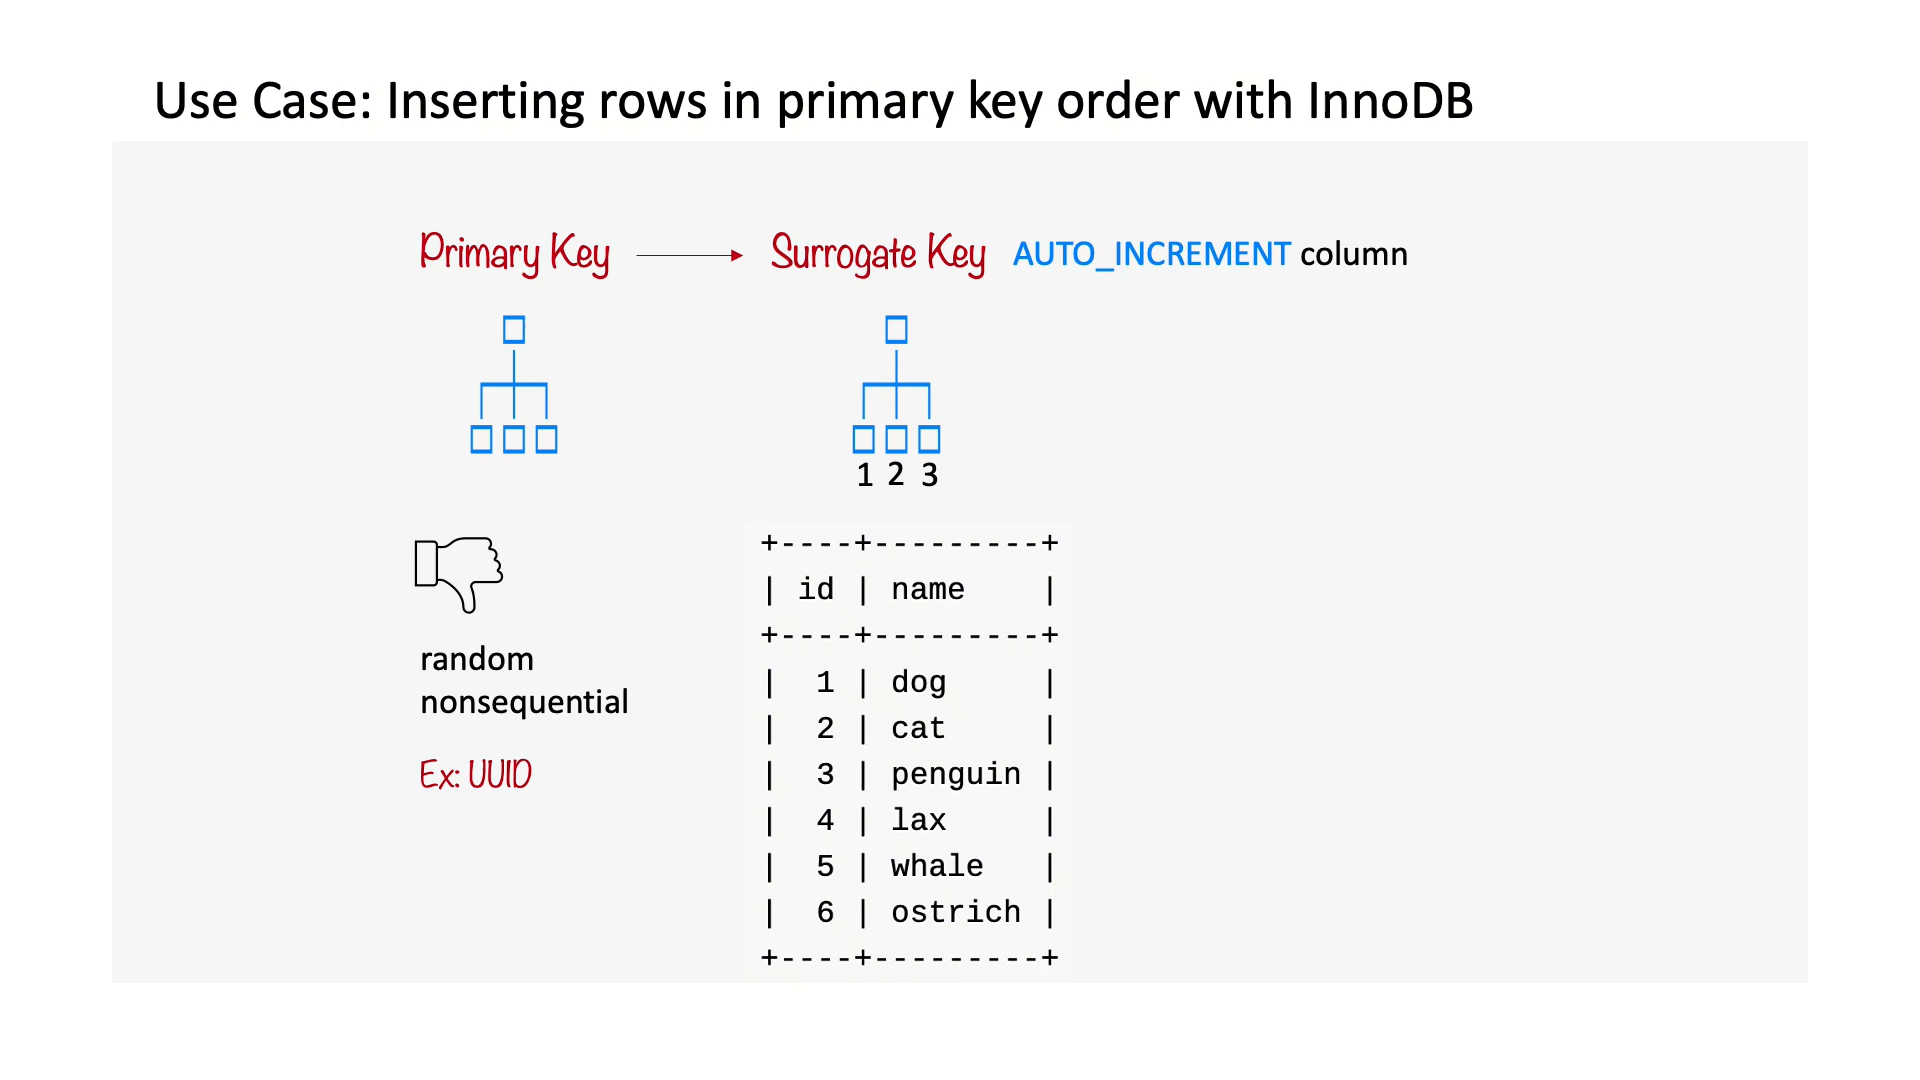 Use Case: Inserting rows in primary key order with InnoDB
Primary Key Surrogate Key AUTO_INCREMENT column
1 2 3
random
nonsequential
Ex: UUID
+----+---------+
| id | name    |
+----+---------+
|  1 | dog     |
|  2 | cat     |
|  3 | penguin |
|  4 | lax     |
|  5 | whale   |
|  6 | ostrich |
+----+---------+